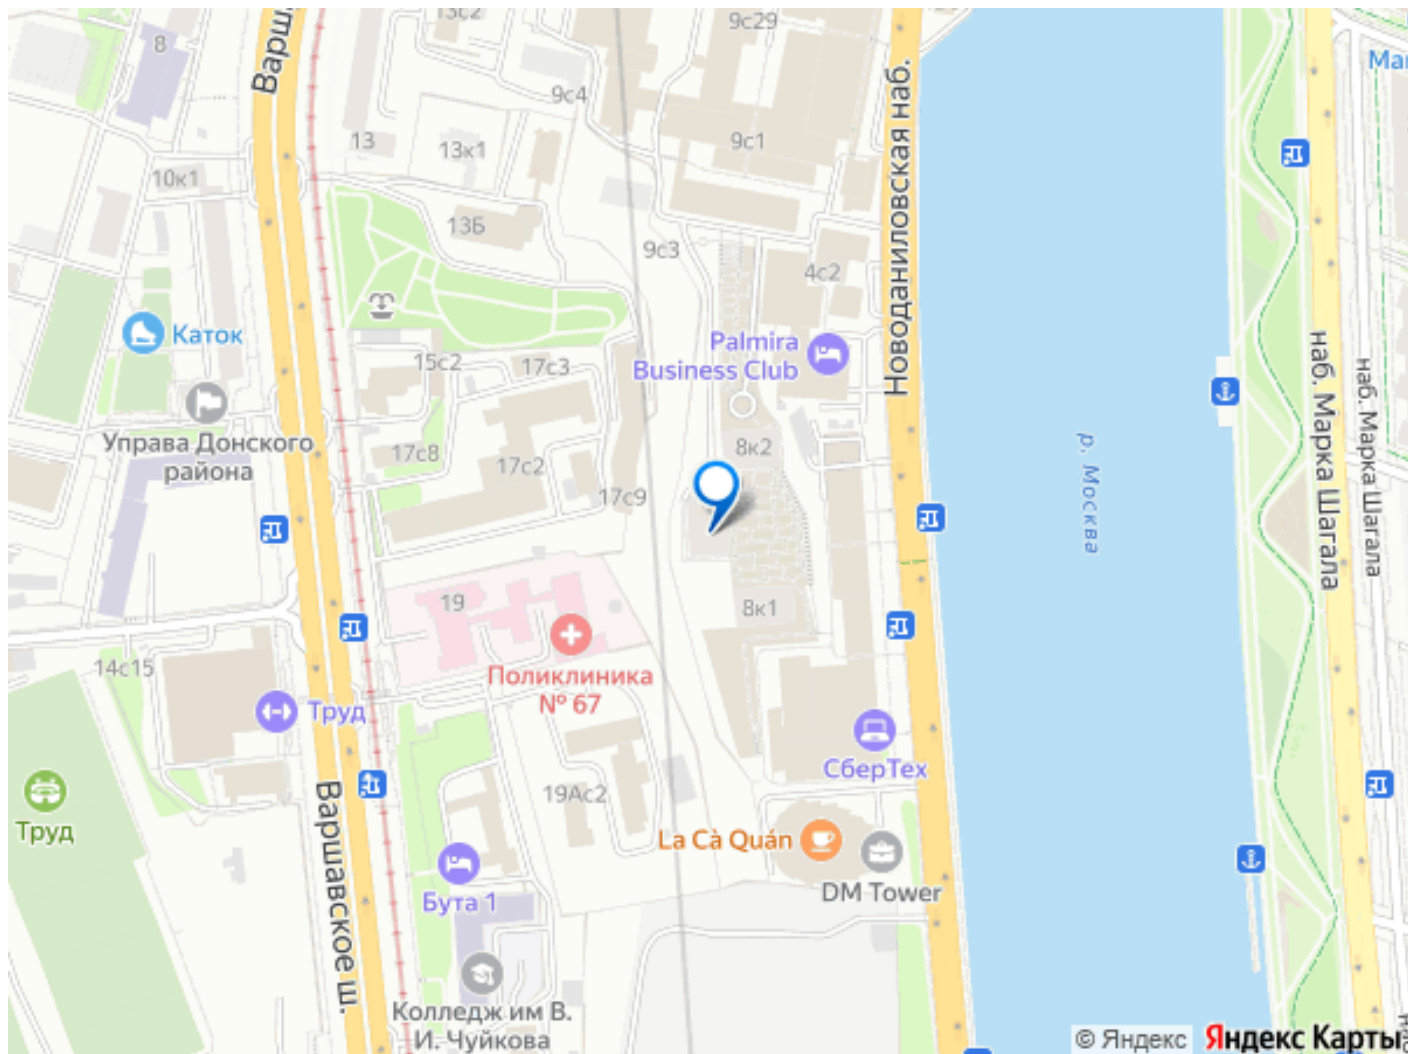 13с2
9с29
Варш
8
Маг
9с4
Новоданиловская наб.
13
13к1
9с1
10к1
13Б
9с3
4с2
Каток
Palmira
Business Club
15с2
17с3
наб. Марка Шагала
наб. Марка Шагала
Управа Донского
района
17с8
17с2
8к2
17с9
р. Москва
19
8к1
14с15
Поликлиника
№ 67
Труд
СберТех
Труд
19Ас2
Варшавское ш.
La Cà Quán
DM Tower
Бута 1
Колледж им В.
И. Чуйкова
© Яндекс Яндекс Карты